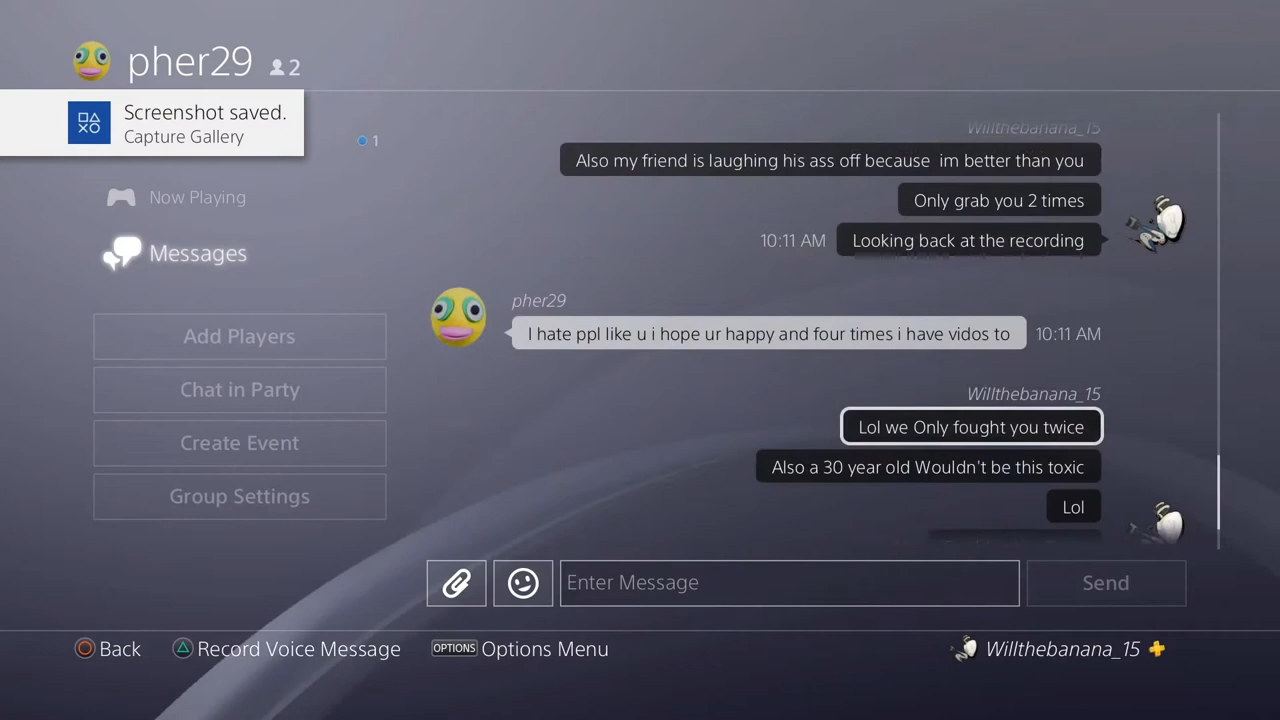 pher29
2
Screenshot saved.
Capture Gallery
1
Now Playing
Messages
Add Players
Chat in Party
Create Event
Group Settings
Willthebanana_15
Also my friend is laughing his ass off because  im better than you
Only grab you 2 times
10:11 AM
Looking back at the recording
pher29
I hate ppl like u i hope ur happy and four times i have vidos to
10:11 AM
Willthebanana_15
Lol we Only fought you twice
Also a 30 year old Wouldn't be this toxic
Lol
Enter Message
Send
Back
Record Voice Message
OPTIONS Options Menu
Willthebanana_15